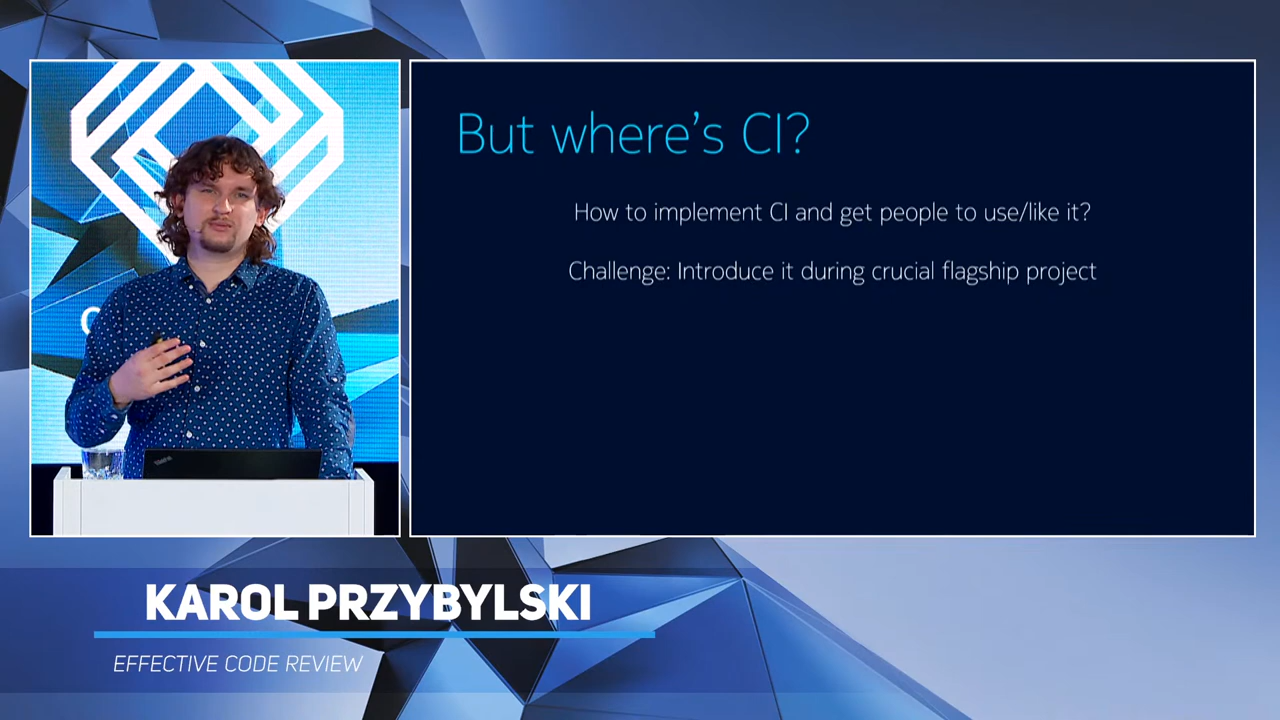 But where's CI?
How to implement CI and get people to use/like it?
Challenge: Introduce it during crucial flagship project
KAROL PRZYBYLSKI
EFFECTIVE CODE REVIEW